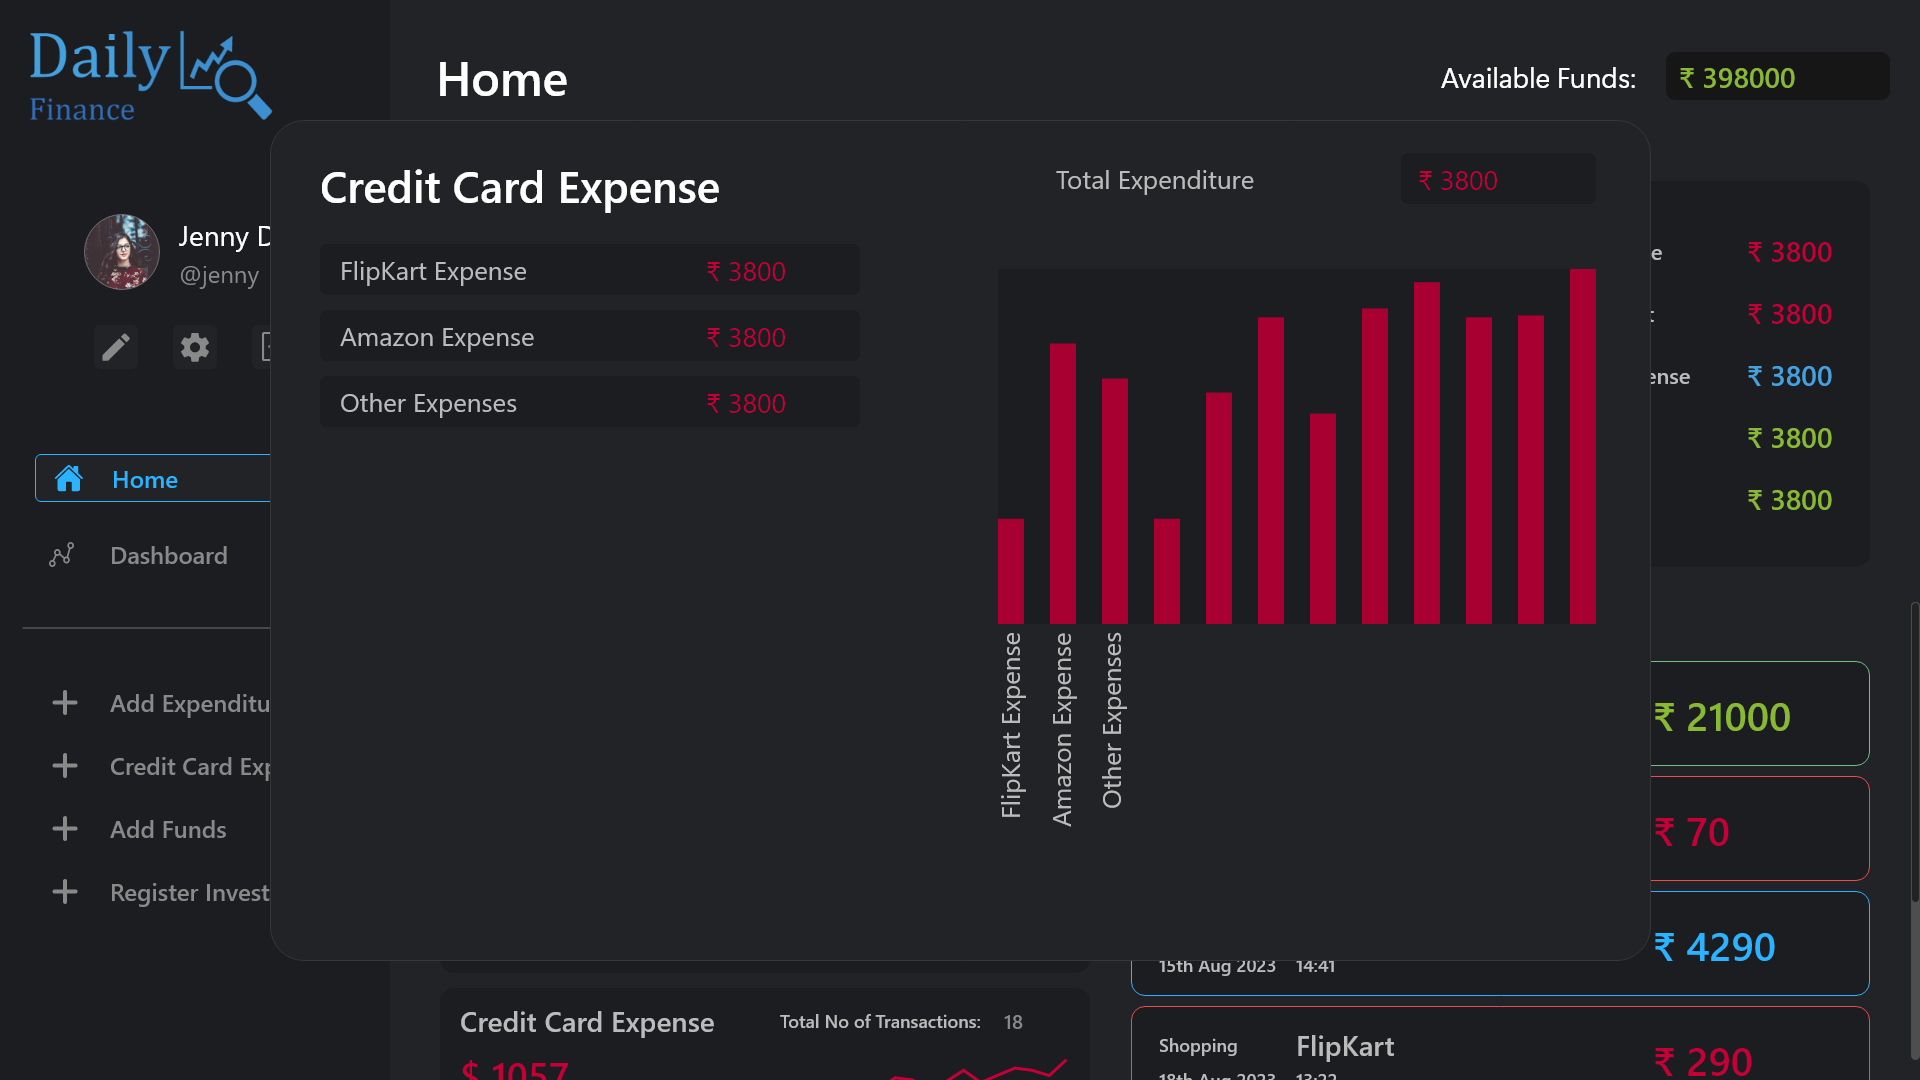 Daily
Finance
Home
Available Funds:
₹ 398000
Jenny D
@jenny
Home
Dashboard
Add Expenditu
Credit Card Exp
Add Funds
Register Invest
Credit Card Expense
Total Expenditure
₹ 3800
FlipKart Expense
₹ 3800
Amazon Expense
₹ 3800
Other Expenses
₹ 3800
FlipKart Expense
Amazon Expense
Other Expenses
e
₹ 3800
t
₹ 3800
ense
₹ 3800
₹ 3800
₹ 3800
₹ 21000
₹ 70
₹ 4290
15th Aug 2023 14:41
Credit Card Expense
Total No of Transactions: 18
$ 1057
Shopping
FlipKart
₹ 290
18th Aug 2023 13:22